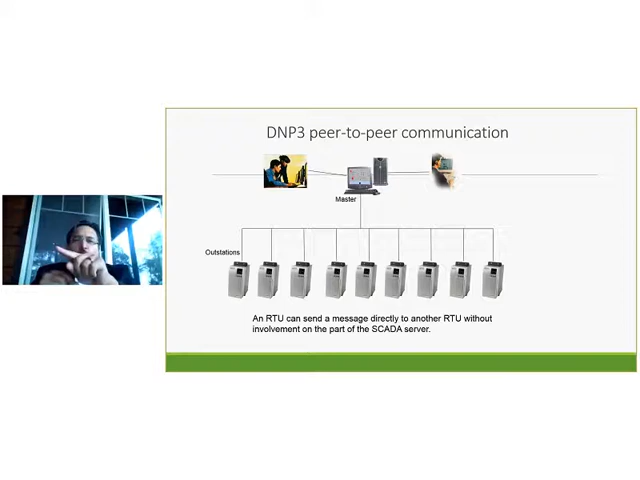 DNP3 peer-to-peer communication
Master
Outstations
An RTU can send a message directly to another RTU without
involvement on the part of the SCADA server.